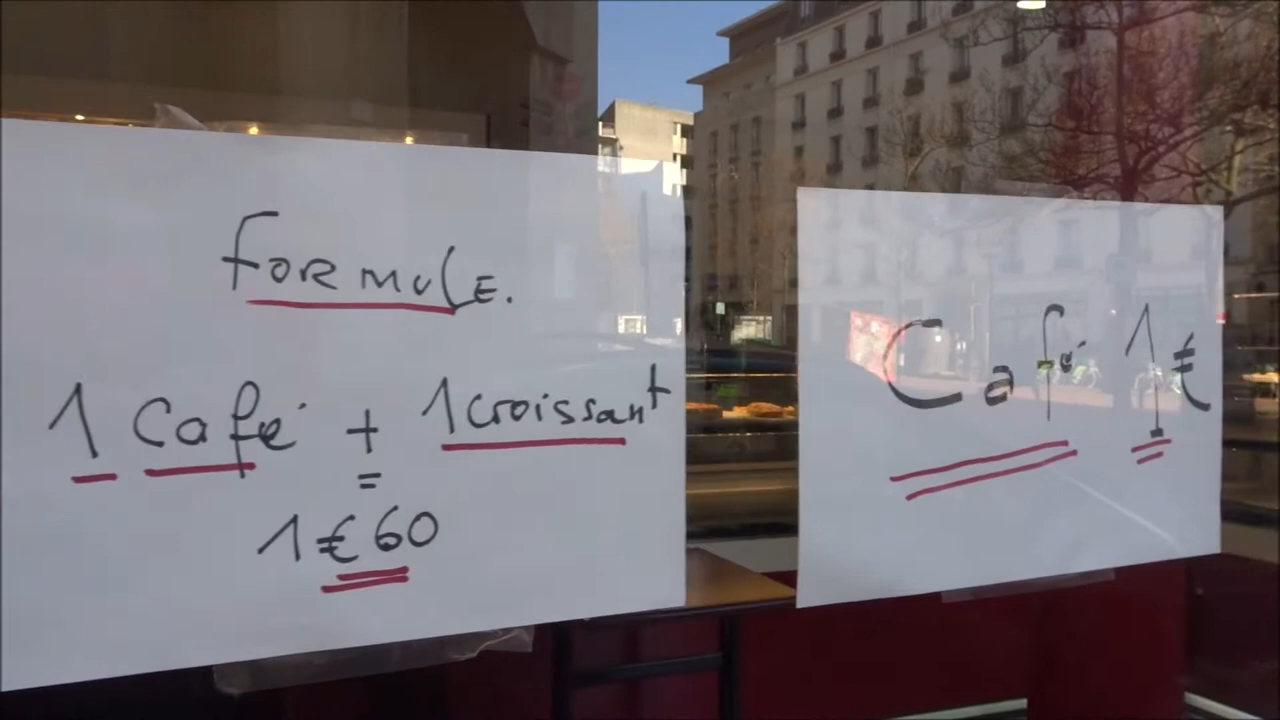 Formule.
1 Café + 1 croissant
=
1€60
Café 1€